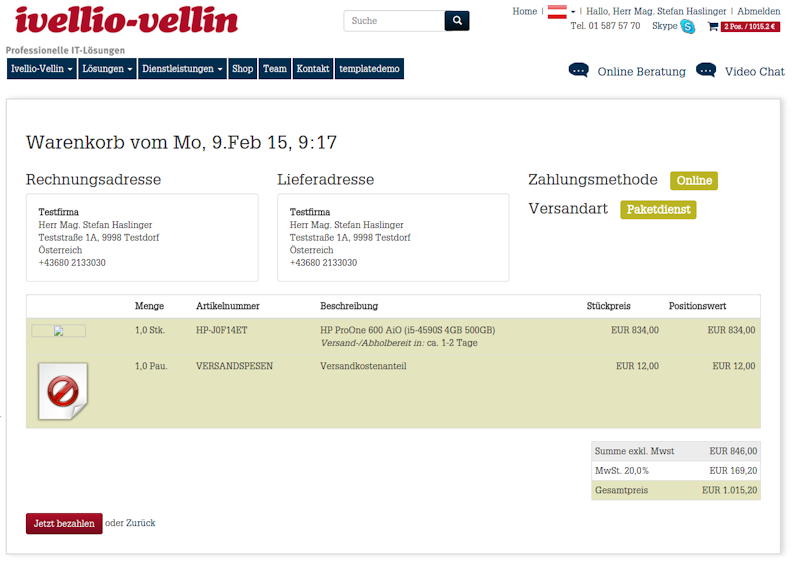 ivellio-vellin
Professionelle IT-Lösungen
Suche
Home | | Hallo, Herr Mag. Stefan Haslinger | Abmelden
Tel. 01 587 57 70 Skype 2 Pos. / 1015.2 €
Ivellio-Vellin Lösungen Dienstleistungen Shop Team Kontakt templatedemo
Online Beratung Video Chat
Warenkorb vom Mo, 9.Feb 15, 9:17
Rechnungsadresse
Testfirma
Herr Mag. Stefan Haslinger
Teststraße 1A, 9998 Testdorf
Österreich
+43680 2133030
Lieferadresse
Testfirma
Herr Mag. Stefan Haslinger
Teststraße 1A, 9998 Testdorf
Österreich
+43680 2133030
Zahlungsmethode Online
Versandart Paketdienst
Menge Artikelnummer Beschreibung Stückpreis Positionswert
1,0 Stk. HP-J0F14ET HP ProOne 600 AiO (i5-4590S 4GB 500GB) EUR 834,00 EUR 834,00
Versand-/Abholbereit in: ca. 1-2 Tage
1,0 Pau. VERSANDSPESEN Versandkostenanteil EUR 12,00 EUR 12,00
Summe exkl. Mwst EUR 846,00
MwSt. 20,0% EUR 169,20
Gesamtpreis EUR 1.015,20
Jetzt bezahlen oder Zurück